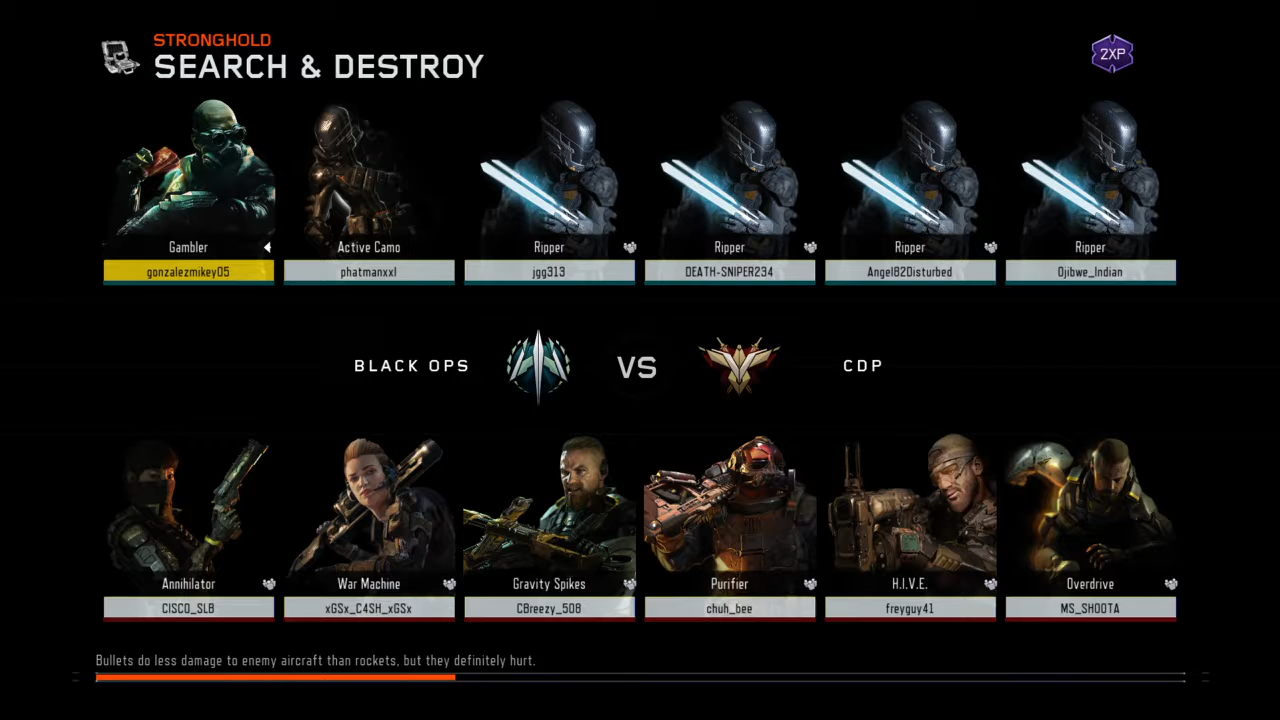 STRONGHOLD
SEARCH & DESTROY
2XP
Gambler
Active Camo
Ripper
Ripper
Ripper
Ripper
gonzalezmikey05
phatmanxxl
jgg313
DEATH-SNIPER234
Angel82Disturbed
Ojibwe_Indian
BLACK OPS
VS
CDP
Annihilator
War Machine
Gravity Spikes
Purifier
H.I.V.E.
Overdrive
CISCO_SLB
xGSx_C4SH_xGSx
CBreezy_508
chuh_bee
freyguy41
MS_SHOOTA
Bullets do less damage to enemy aircraft than rockets, but they definitely hurt.